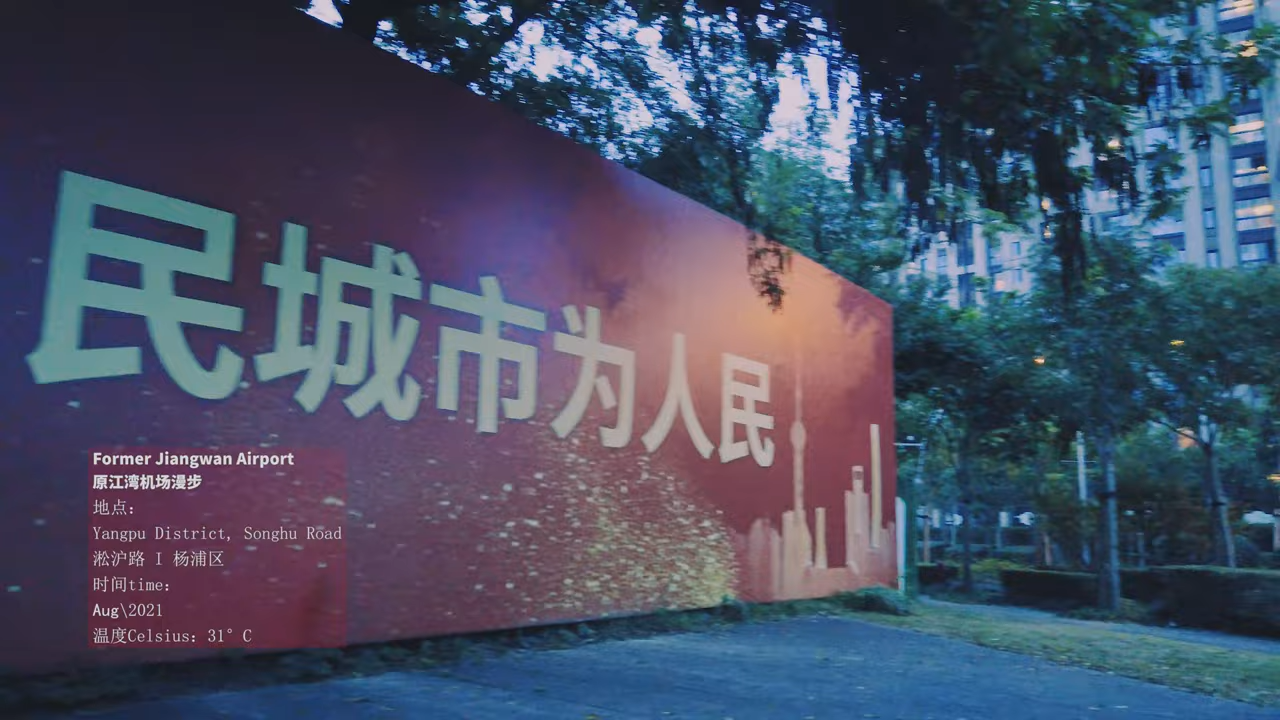 民城市为人民
Former Jiangwan Airport
原江湾机场漫步
地点：
Yangpu District, Songhu Road
淞沪路 I 杨浦区
时间time：
Aug\2021
温度Celsius：31°C